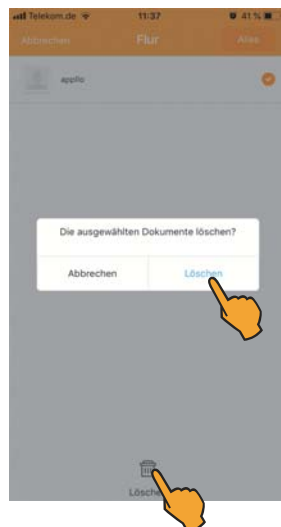 Telekom.de 11:37 41 %
Abbrechen Flur Alles
applio
Die ausgewählten Dokumente löschen?
Abbrechen Löschen
Lösche